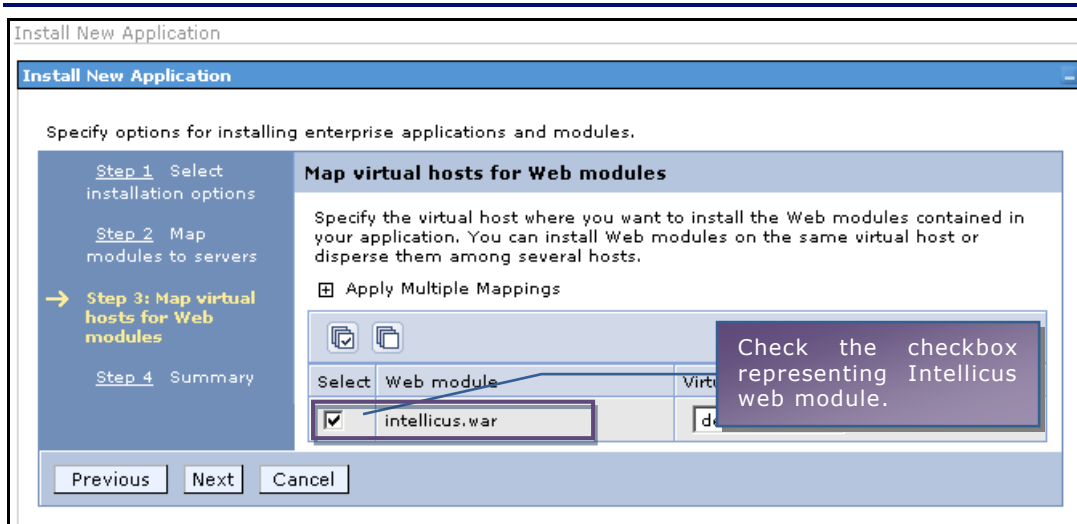 Install New Application
Install New Application
Specify options for installing enterprise applications and modules.
Step 1 Select
installation options
Step 2 Map
modules to servers
Step 3: Map virtual
hosts for Web
modules
Step 4 Summary
Map virtual hosts for Web modules
Specify the virtual host where you want to install the Web modules contained in
your application. You can install Web modules on the same virtual host or
disperse them among several hosts.
Apply Multiple Mappings
Select Web module
intellicus.war
Check the checkbox
representing Intellicus
web module.
Previous Next Cancel